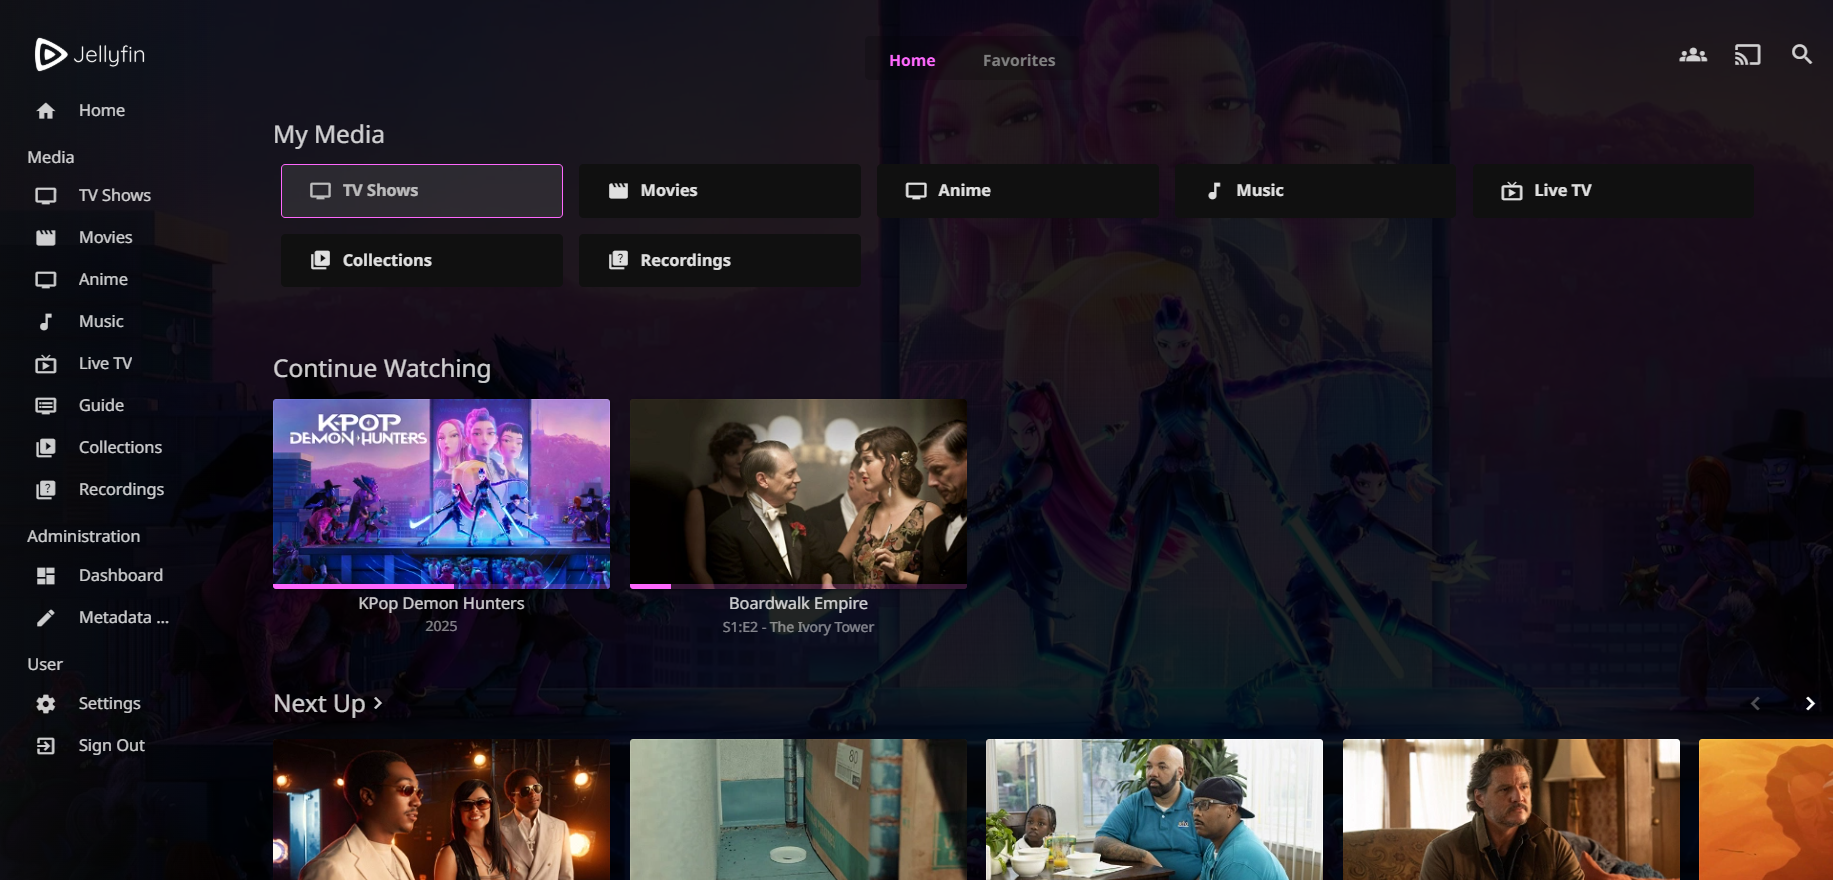 Jellyfin
Home
Favorites
Home
Media
TV Shows
Movies
Anime
Music
Live TV
Guide
Collections
Recordings
Administration
Dashboard
Metadata ...
User
Settings
Sign Out
My Media
TV Shows
Movies
Anime
Music
Live TV
Collections
Recordings
Continue Watching
K-POP
DEMON HUNTERS
KPop Demon Hunters
2025
Boardwalk Empire
S1:E2 - The Ivory Tower
Next Up
80